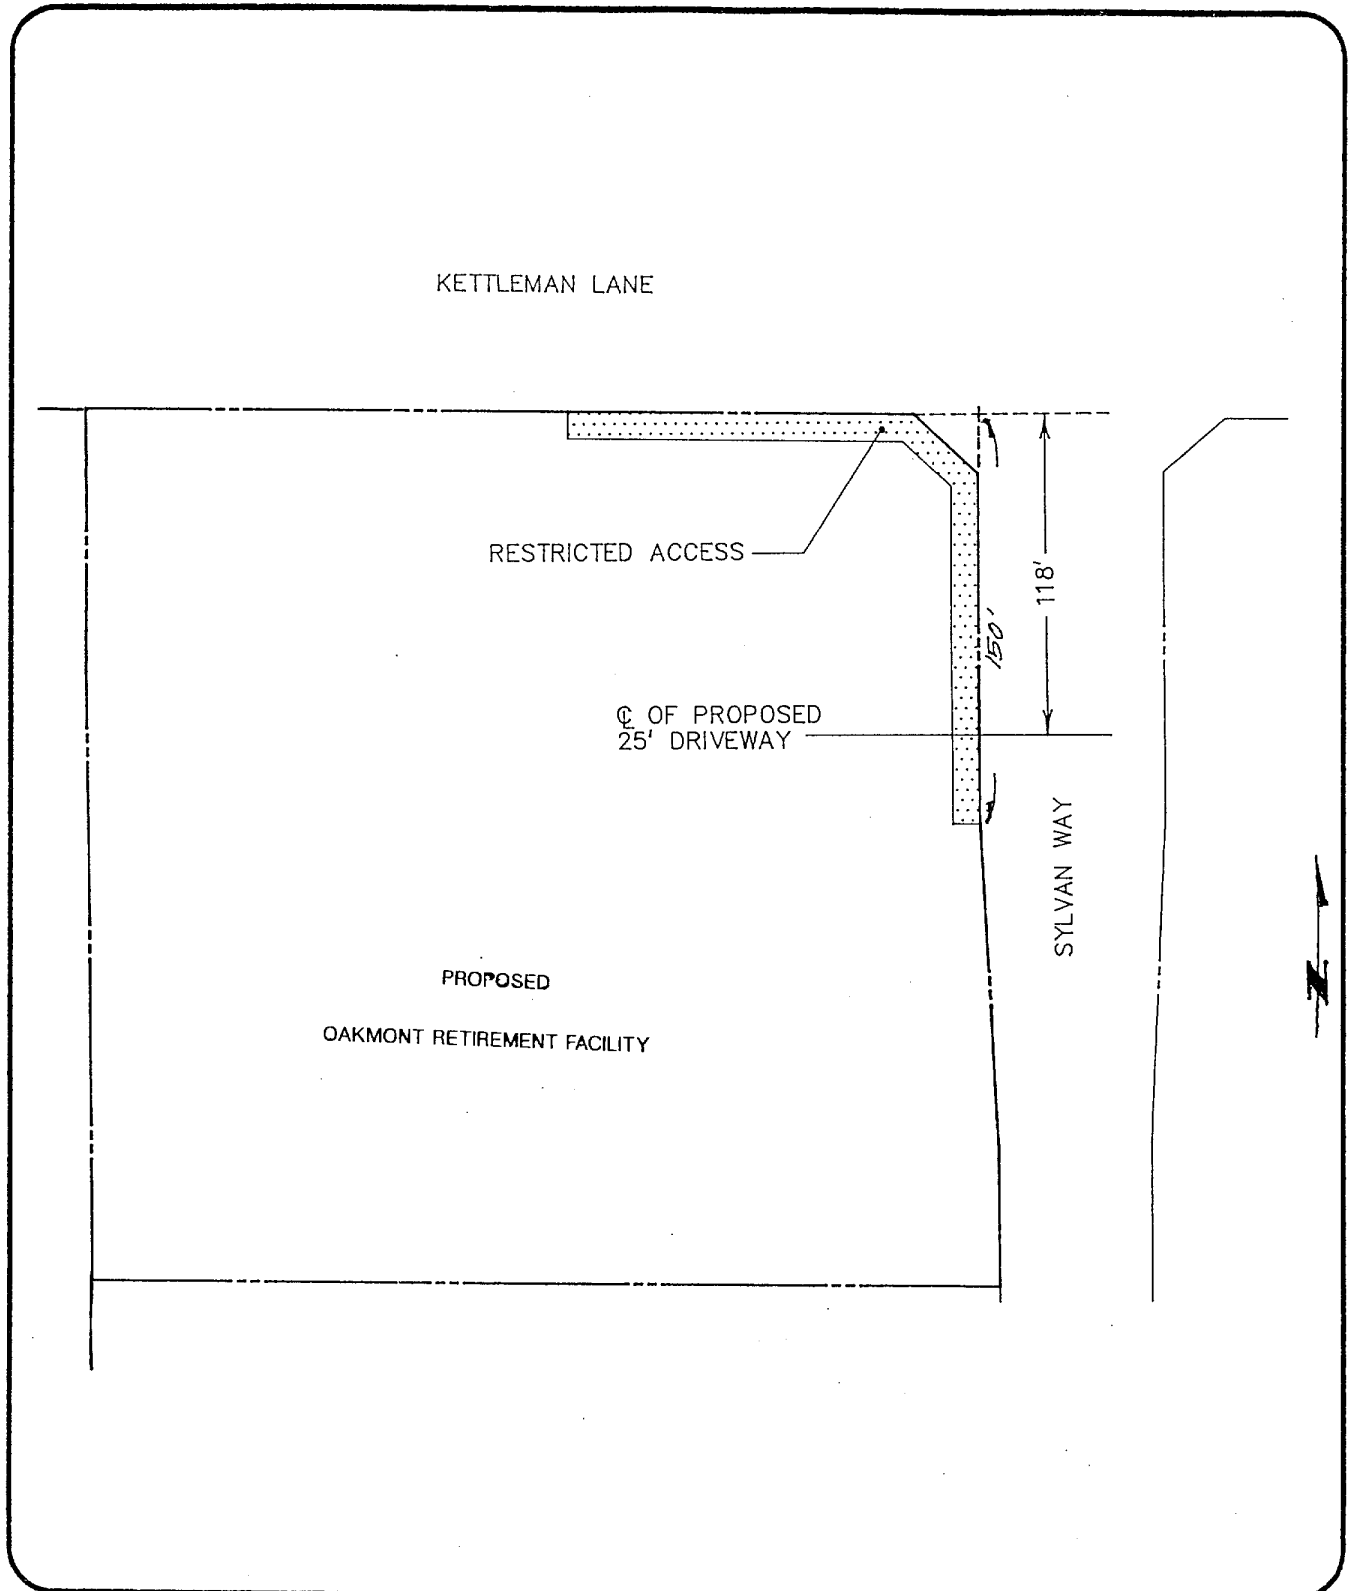 KETTLEMAN LANE
RESTRICTED ACCESS
118'
150'
℄ OF PROPOSED
25' DRIVEWAY
SYLVAN WAY
PROPOSED
OAKMONT RETIREMENT FACILITY
N